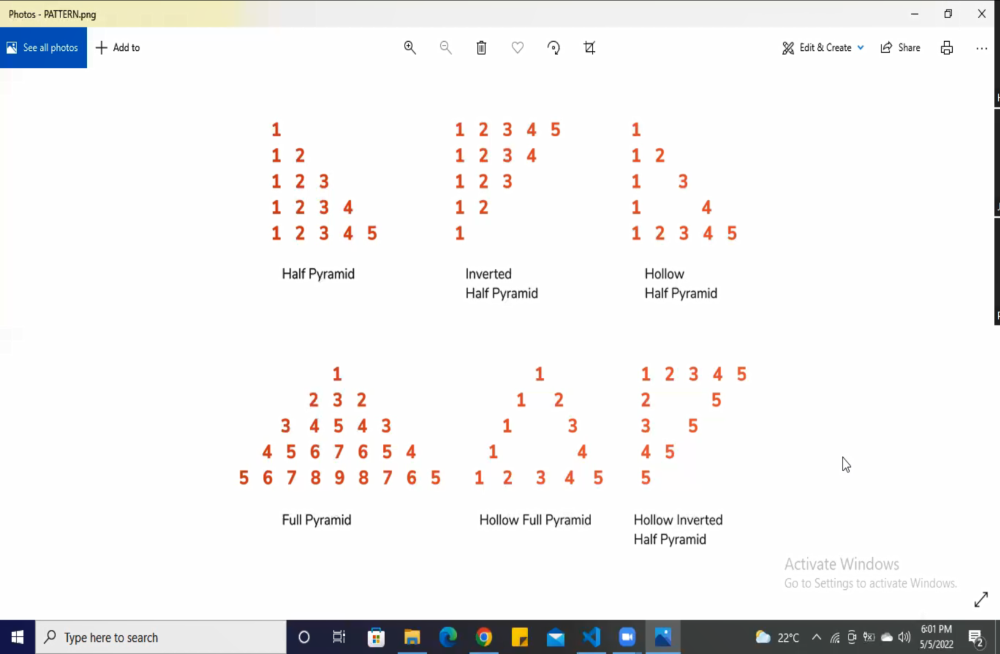 Photos - PATTERN.png
See all photos
Add to
Edit & Create
Share
1
1 2
1 2 3
1 2 3 4
1 2 3 4 5
Half Pyramid
1 2 3 4 5
1 2 3 4
1 2 3
1 2
1
Inverted
Half Pyramid
1
1 2
1 3
1 4
1 2 3 4 5
Hollow
Half Pyramid
1
2 3 2
3 4 5 4 3
4 5 6 7 6 5 4
5 6 7 8 9 8 7 6 5
Full Pyramid
1
1 2
1 3
1 4
1 2 3 4 5
Hollow Full Pyramid
1 2 3 4 5
2 5
3 5
4 5
5
Hollow Inverted
Half Pyramid
Activate Windows
Go to Settings to activate Windows.
Type here to search
22°C
6:01 PM
5/5/2022
2